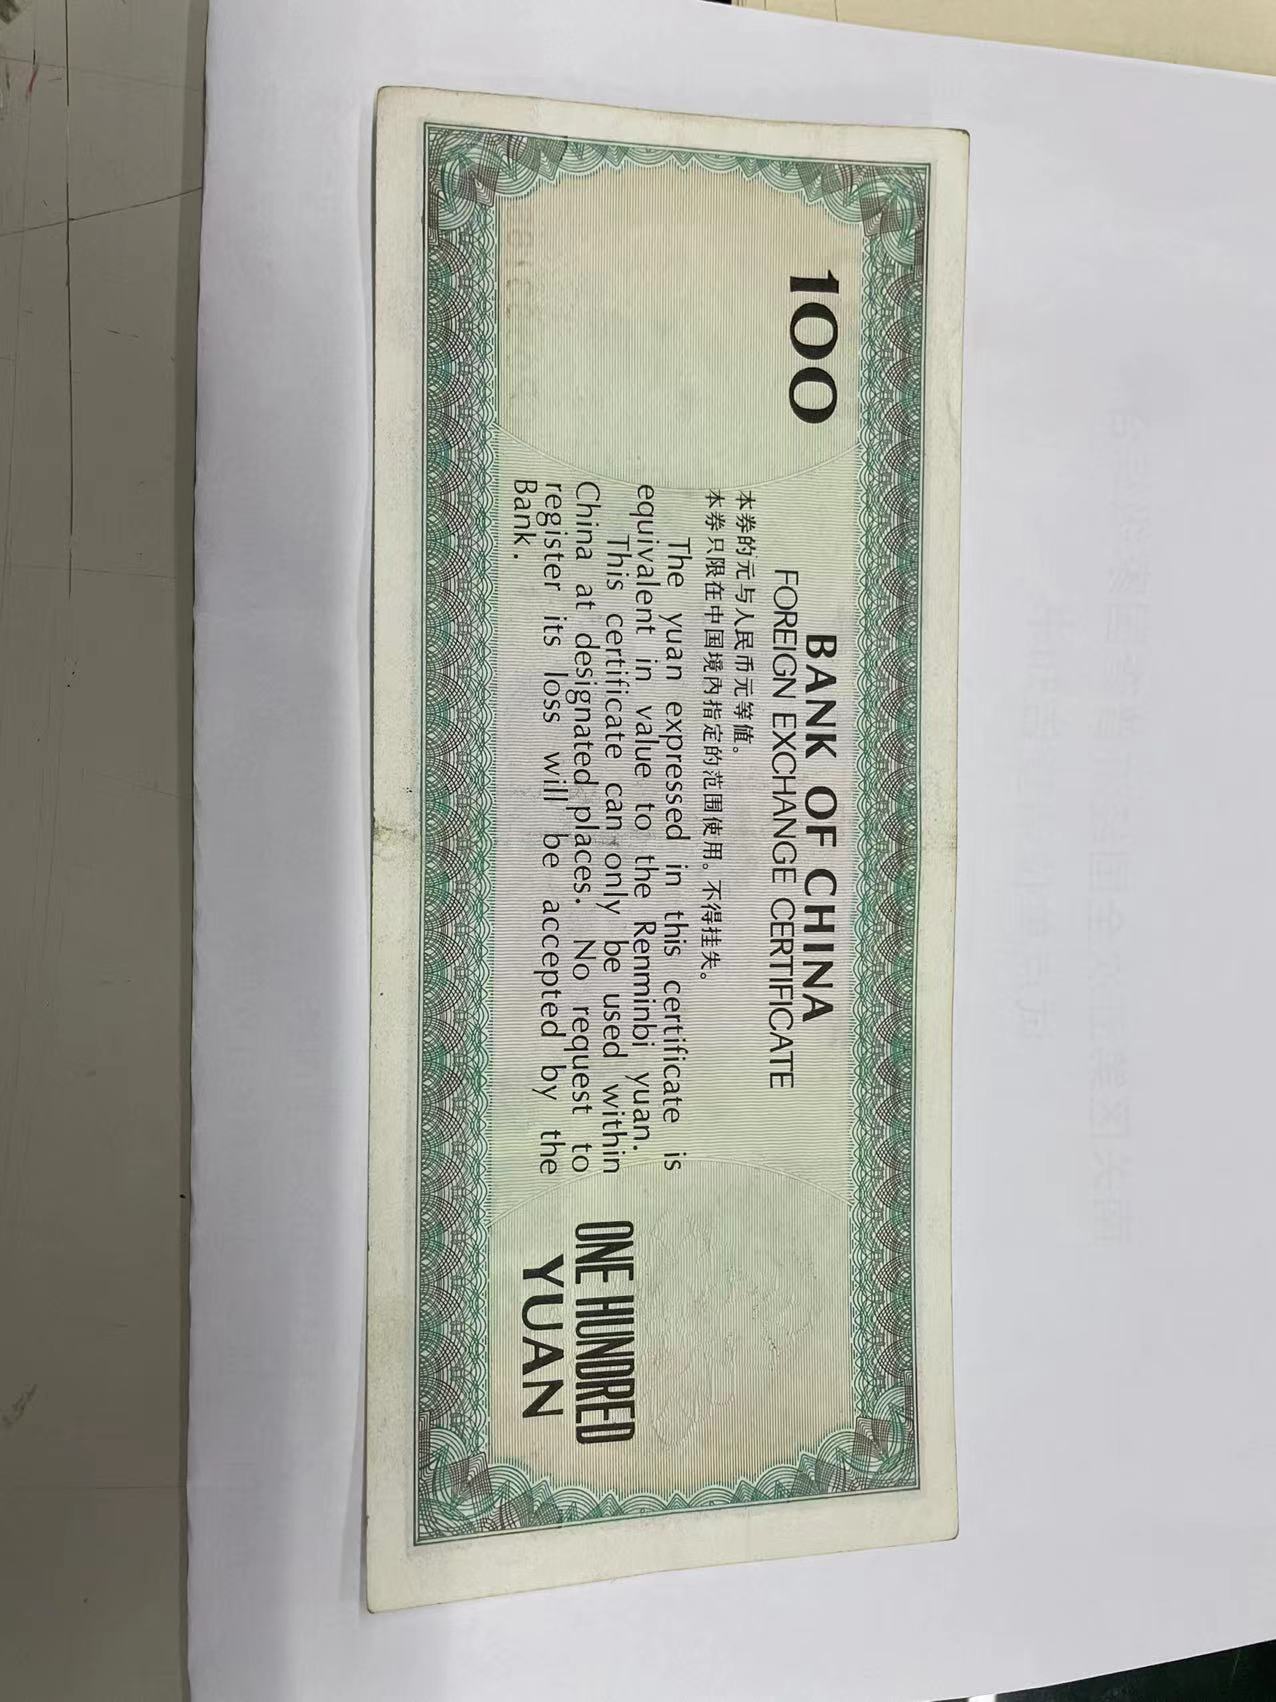 100
BANK OF CHINA
FOREIGN EXCHANGE CERTIFICATE
本券的元与人民币元等值。
本券只限在中国境内指定的范围使用。不得挂失。
The yuan expressed in this certificate is
equivalent in value to the Renminbi yuan.
This certificate can only be used within
China at designated places. No request to
register its loss will be accepted by the
Bank.
ONE HUNDRED
YUAN